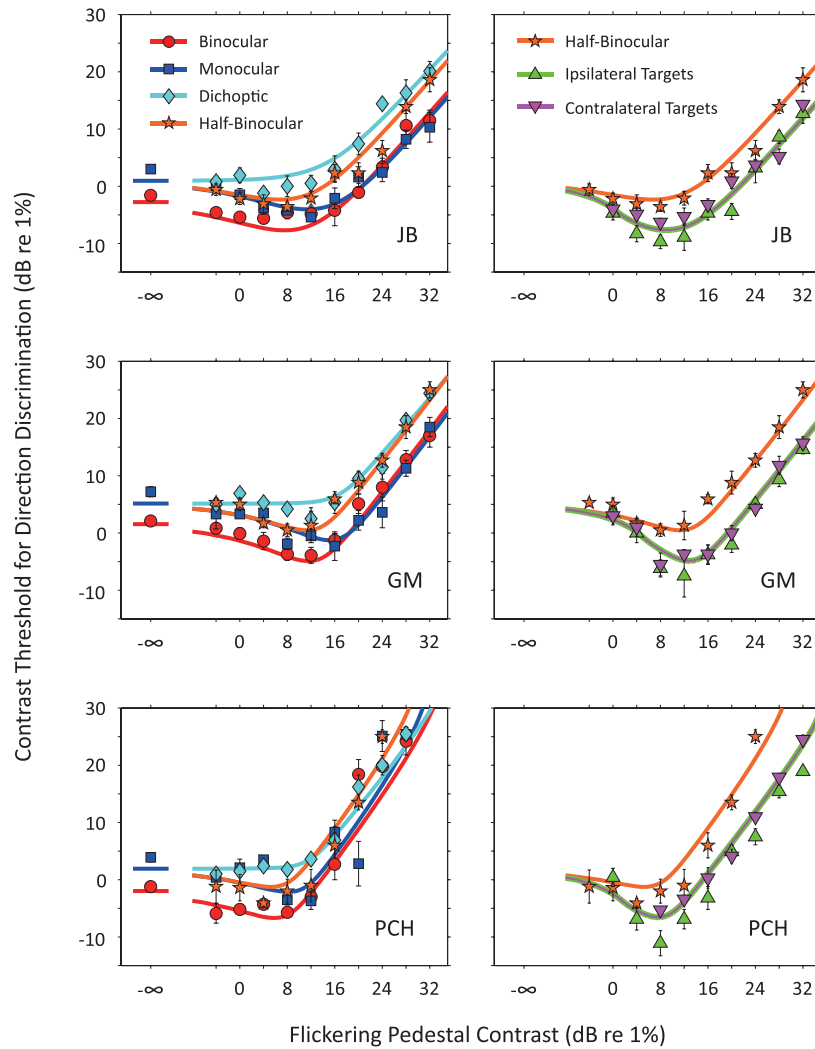 Contrast Threshold for Direction Discrimination (dB re 1%)
30
20
10
0
-10
Binocular
Monocular
Dichoptic
Half-Binocular
JB
-∞ 0 8 16 24 32
Half-Binocular
Ipsilateral Targets
Contralateral Targets
JB
-∞ 0 8 16 24 32
30
20
10
0
-10
GM
-∞ 0 8 16 24 32
GM
-∞ 0 8 16 24 32
30
20
10
0
-10
PCH
-∞ 0 8 16 24 32
PCH
-∞ 0 8 16 24 32
Flickering Pedestal Contrast (dB re 1%)